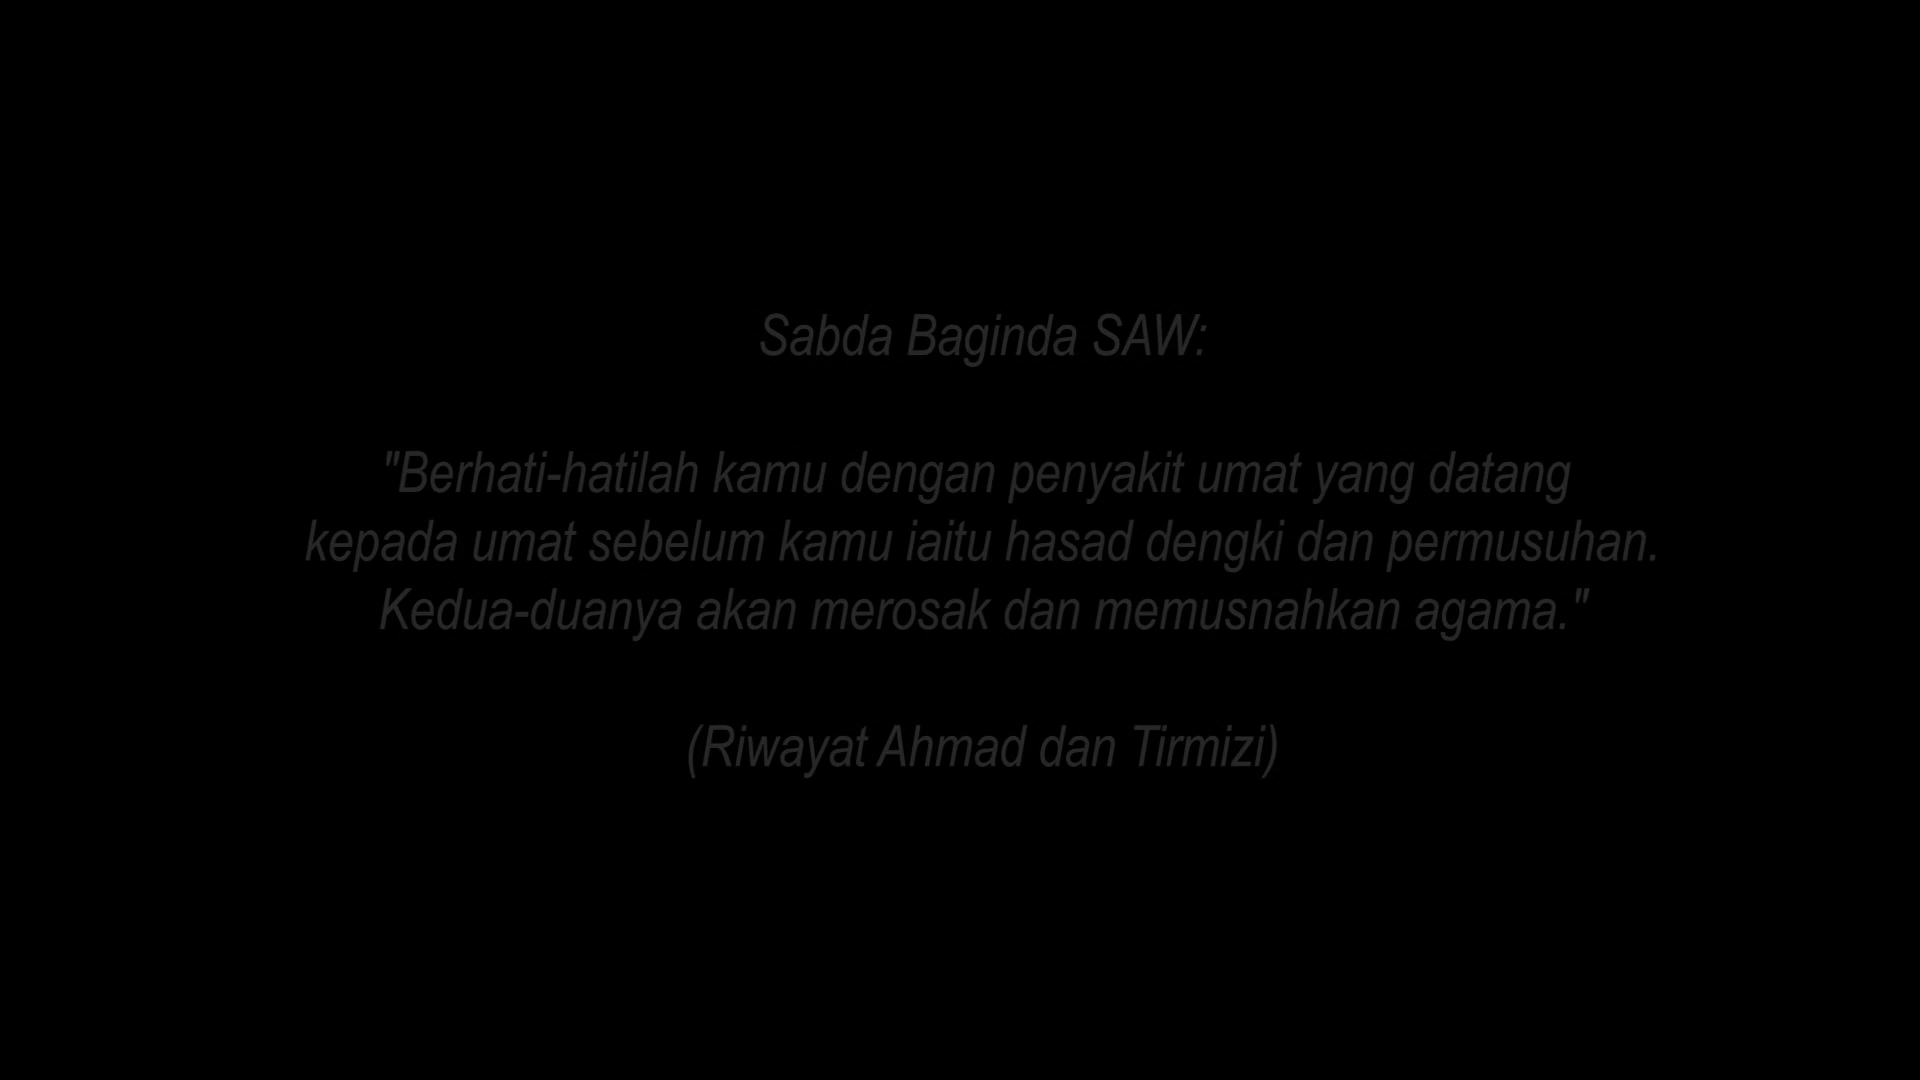 Sabda Baginda SAW:
"Berhati-hatilah kamu dengan penyakit umat yang datang
kepada umat sebelum kamu iaitu hasad dengki dan permusuhan.
Kedua-duanya akan merosak dan memusnahkan agama."
(Riwayat Ahmad dan Tirmizi)